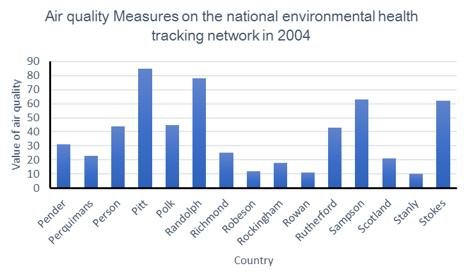 Air quality Measures on the national environmental health
tracking network in 2004
Value of air quality
90
80
70
60
50
40
30
20
10
0
Pender
Perquimans
Person
Pitt
Polk
Randolph
Richmond
Robeson
Rockingham
Rowan
Rutherford
Sampson
Scotland
Stanly
Stokes
Country